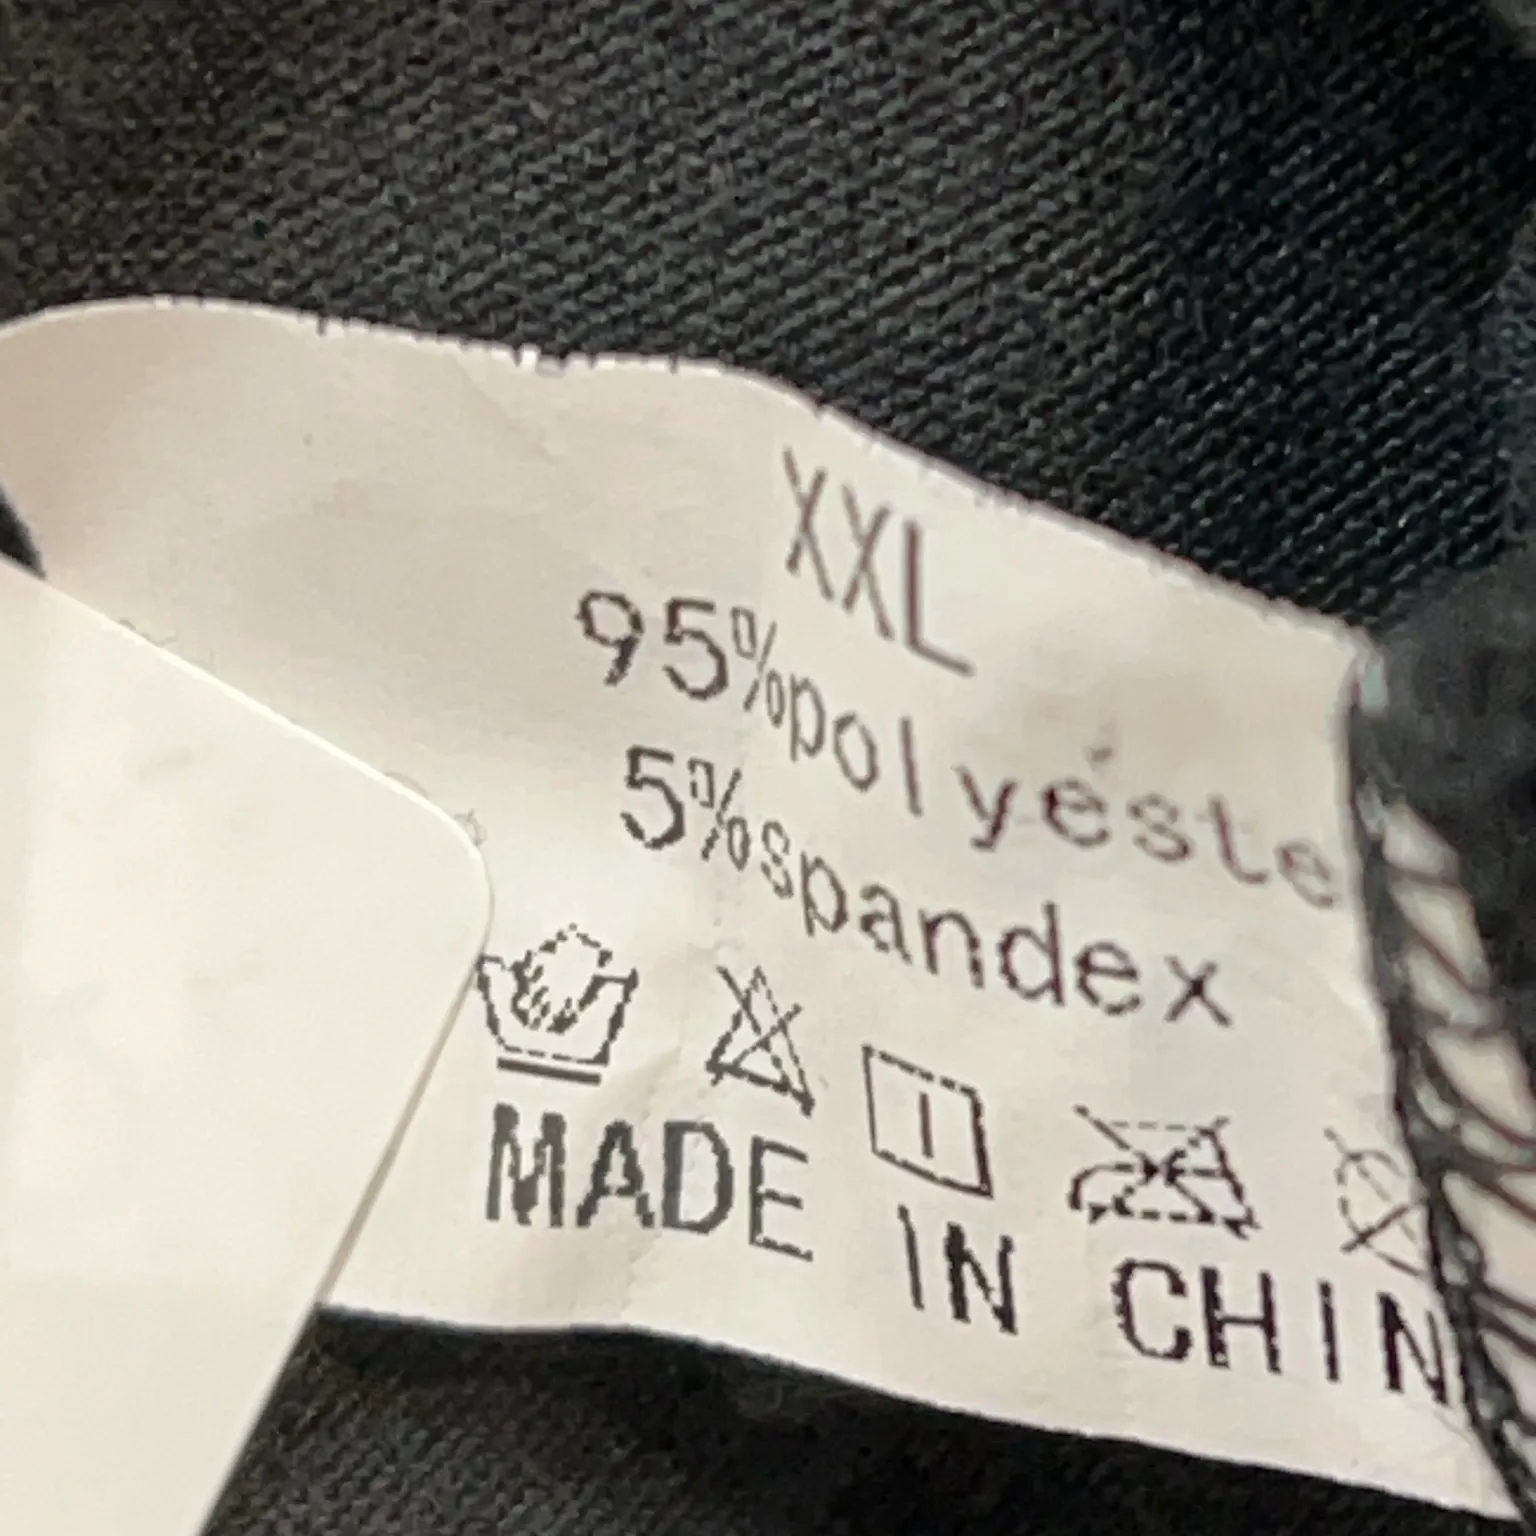 XXL
95%polyeste
5%spandex
MADE IN CHIN